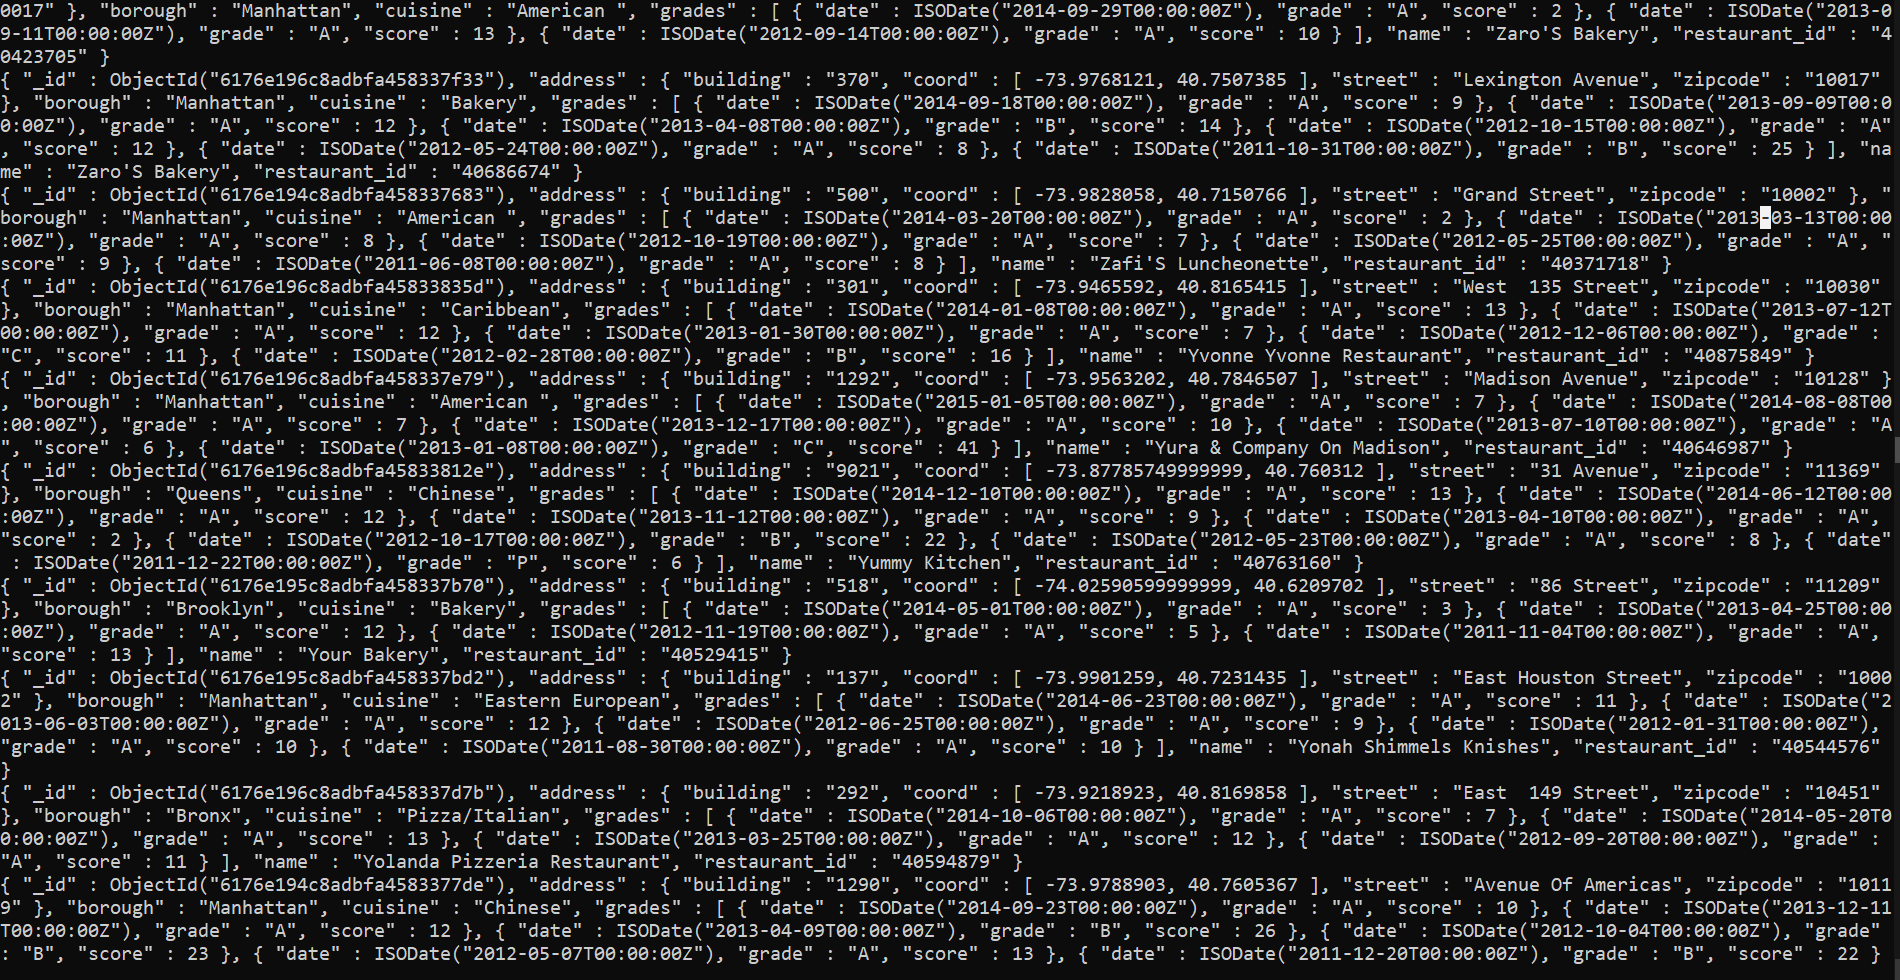 0017" }, "borough" : "Manhattan", "cuisine" : "American ", "grades" : [ { "date" : ISODate("2014-09-29T00:00:00Z"), "grade" : "A", "score" : 2 }, { "date" : ISODate("2013-0
9-11T00:00:00Z"), "grade" : "A", "score" : 13 }, { "date" : ISODate("2012-09-14T00:00:00Z"), "grade" : "A", "score" : 10 } ], "name" : "Zaro'S Bakery", "restaurant_id" : "4
0423705" }
{ "_id" : ObjectId("6176e196c8adbfa458337f33"), "address" : { "building" : "370", "coord" : [ -73.9768121, 40.7507385 ], "street" : "Lexington Avenue", "zipcode" : "10017"
}, "borough" : "Manhattan", "cuisine" : "Bakery", "grades" : [ { "date" : ISODate("2014-09-18T00:00:00Z"), "grade" : "A", "score" : 9 }, { "date" : ISODate("2013-09-09T00:0
0:00Z"), "grade" : "A", "score" : 12 }, { "date" : ISODate("2013-04-08T00:00:00Z"), "grade" : "B", "score" : 14 }, { "date" : ISODate("2012-10-15T00:00:00Z"), "grade" : "A"
, "score" : 12 }, { "date" : ISODate("2012-05-24T00:00:00Z"), "grade" : "A", "score" : 8 }, { "date" : ISODate("2011-10-31T00:00:00Z"), "grade" : "B", "score" : 25 } ], "na
me" : "Zaro'S Bakery", "restaurant_id" : "40686674" }
{ "_id" : ObjectId("6176e194c8adbfa458337683"), "address" : { "building" : "500", "coord" : [ -73.9828058, 40.7150766 ], "street" : "Grand Street", "zipcode" : "10002" }, "
borough" : "Manhattan", "cuisine" : "American ", "grades" : [ { "date" : ISODate("2014-03-20T00:00:00Z"), "grade" : "A", "score" : 2 }, { "date" : ISODate("2013-03-13T00:00
:00Z"), "grade" : "A", "score" : 8 }, { "date" : ISODate("2012-10-19T00:00:00Z"), "grade" : "A", "score" : 7 }, { "date" : ISODate("2012-05-25T00:00:00Z"), "grade" : "A", "
score" : 9 }, { "date" : ISODate("2011-06-08T00:00:00Z"), "grade" : "A", "score" : 8 } ], "name" : "Zafi'S Luncheonette", "restaurant_id" : "40371718" }
{ "_id" : ObjectId("6176e196c8adbfa45833835d"), "address" : { "building" : "301", "coord" : [ -73.9465592, 40.8165415 ], "street" : "West  135 Street", "zipcode" : "10030"
}, "borough" : "Manhattan", "cuisine" : "Caribbean", "grades" : [ { "date" : ISODate("2014-01-08T00:00:00Z"), "grade" : "A", "score" : 13 }, { "date" : ISODate("2013-07-12T
00:00:00Z"), "grade" : "A", "score" : 12 }, { "date" : ISODate("2013-01-30T00:00:00Z"), "grade" : "A", "score" : 7 }, { "date" : ISODate("2012-12-06T00:00:00Z"), "grade" :
"C", "score" : 11 }, { "date" : ISODate("2012-02-28T00:00:00Z"), "grade" : "B", "score" : 16 } ], "name" : "Yvonne Yvonne Restaurant", "restaurant_id" : "40875849" }
{ "_id" : ObjectId("6176e196c8adbfa458337e79"), "address" : { "building" : "1292", "coord" : [ -73.9563202, 40.7846507 ], "street" : "Madison Avenue", "zipcode" : "10128" }
, "borough" : "Manhattan", "cuisine" : "American ", "grades" : [ { "date" : ISODate("2015-01-05T00:00:00Z"), "grade" : "A", "score" : 7 }, { "date" : ISODate("2014-08-08T00
:00:00Z"), "grade" : "A", "score" : 7 }, { "date" : ISODate("2013-12-17T00:00:00Z"), "grade" : "A", "score" : 10 }, { "date" : ISODate("2013-07-10T00:00:00Z"), "grade" : "A
", "score" : 6 }, { "date" : ISODate("2013-01-08T00:00:00Z"), "grade" : "C", "score" : 41 } ], "name" : "Yura & Company On Madison", "restaurant_id" : "40646987" }
{ "_id" : ObjectId("6176e196c8adbfa45833812e"), "address" : { "building" : "9021", "coord" : [ -73.87785749999999, 40.760312 ], "street" : "31 Avenue", "zipcode" : "11369"
}, "borough" : "Queens", "cuisine" : "Chinese", "grades" : [ { "date" : ISODate("2014-12-10T00:00:00Z"), "grade" : "A", "score" : 13 }, { "date" : ISODate("2014-06-12T00:00
:00Z"), "grade" : "A", "score" : 12 }, { "date" : ISODate("2013-11-12T00:00:00Z"), "grade" : "A", "score" : 9 }, { "date" : ISODate("2013-04-10T00:00:00Z"), "grade" : "A",
"score" : 2 }, { "date" : ISODate("2012-10-17T00:00:00Z"), "grade" : "B", "score" : 22 }, { "date" : ISODate("2012-05-23T00:00:00Z"), "grade" : "A", "score" : 8 }, { "date"
 : ISODate("2011-12-22T00:00:00Z"), "grade" : "P", "score" : 6 } ], "name" : "Yummy Kitchen", "restaurant_id" : "40763160" }
{ "_id" : ObjectId("6176e195c8adbfa458337b70"), "address" : { "building" : "518", "coord" : [ -74.02590599999999, 40.6209702 ], "street" : "86 Street", "zipcode" : "11209"
}, "borough" : "Brooklyn", "cuisine" : "Bakery", "grades" : [ { "date" : ISODate("2014-05-01T00:00:00Z"), "grade" : "A", "score" : 3 }, { "date" : ISODate("2013-04-25T00:00
:00Z"), "grade" : "A", "score" : 12 }, { "date" : ISODate("2012-11-19T00:00:00Z"), "grade" : "A", "score" : 5 }, { "date" : ISODate("2011-11-04T00:00:00Z"), "grade" : "A",
"score" : 13 } ], "name" : "Your Bakery", "restaurant_id" : "40529415" }
{ "_id" : ObjectId("6176e195c8adbfa458337bd2"), "address" : { "building" : "137", "coord" : [ -73.9901259, 40.7231435 ], "street" : "East Houston Street", "zipcode" : "1000
2" }, "borough" : "Manhattan", "cuisine" : "Eastern European", "grades" : [ { "date" : ISODate("2014-06-23T00:00:00Z"), "grade" : "A", "score" : 11 }, { "date" : ISODate("2
013-06-03T00:00:00Z"), "grade" : "A", "score" : 12 }, { "date" : ISODate("2012-06-25T00:00:00Z"), "grade" : "A", "score" : 9 }, { "date" : ISODate("2012-01-31T00:00:00Z"),
"grade" : "A", "score" : 10 }, { "date" : ISODate("2011-08-30T00:00:00Z"), "grade" : "A", "score" : 10 } ], "name" : "Yonah Shimmels Knishes", "restaurant_id" : "40544576"
}
{ "_id" : ObjectId("6176e196c8adbfa458337d7b"), "address" : { "building" : "292", "coord" : [ -73.9218923, 40.8169858 ], "street" : "East  149 Street", "zipcode" : "10451"
}, "borough" : "Bronx", "cuisine" : "Pizza/Italian", "grades" : [ { "date" : ISODate("2014-10-06T00:00:00Z"), "grade" : "A", "score" : 7 }, { "date" : ISODate("2014-05-20T0
0:00:00Z"), "grade" : "A", "score" : 13 }, { "date" : ISODate("2013-03-25T00:00:00Z"), "grade" : "A", "score" : 12 }, { "date" : ISODate("2012-09-20T00:00:00Z"), "grade" :
"A", "score" : 11 } ], "name" : "Yolanda Pizzeria Restaurant", "restaurant_id" : "40594879" }
{ "_id" : ObjectId("6176e194c8adbfa4583377de"), "address" : { "building" : "1290", "coord" : [ -73.9788903, 40.7605367 ], "street" : "Avenue Of Americas", "zipcode" : "1011
9" }, "borough" : "Manhattan", "cuisine" : "Chinese", "grades" : [ { "date" : ISODate("2014-09-23T00:00:00Z"), "grade" : "A", "score" : 10 }, { "date" : ISODate("2013-12-11
T00:00:00Z"), "grade" : "A", "score" : 12 }, { "date" : ISODate("2013-04-09T00:00:00Z"), "grade" : "B", "score" : 26 }, { "date" : ISODate("2012-10-04T00:00:00Z"), "grade"
: "B", "score" : 23 }, { "date" : ISODate("2012-05-07T00:00:00Z"), "grade" : "A", "score" : 13 }, { "date" : ISODate("2011-12-20T00:00:00Z"), "grade" : "B", "score" : 22 }